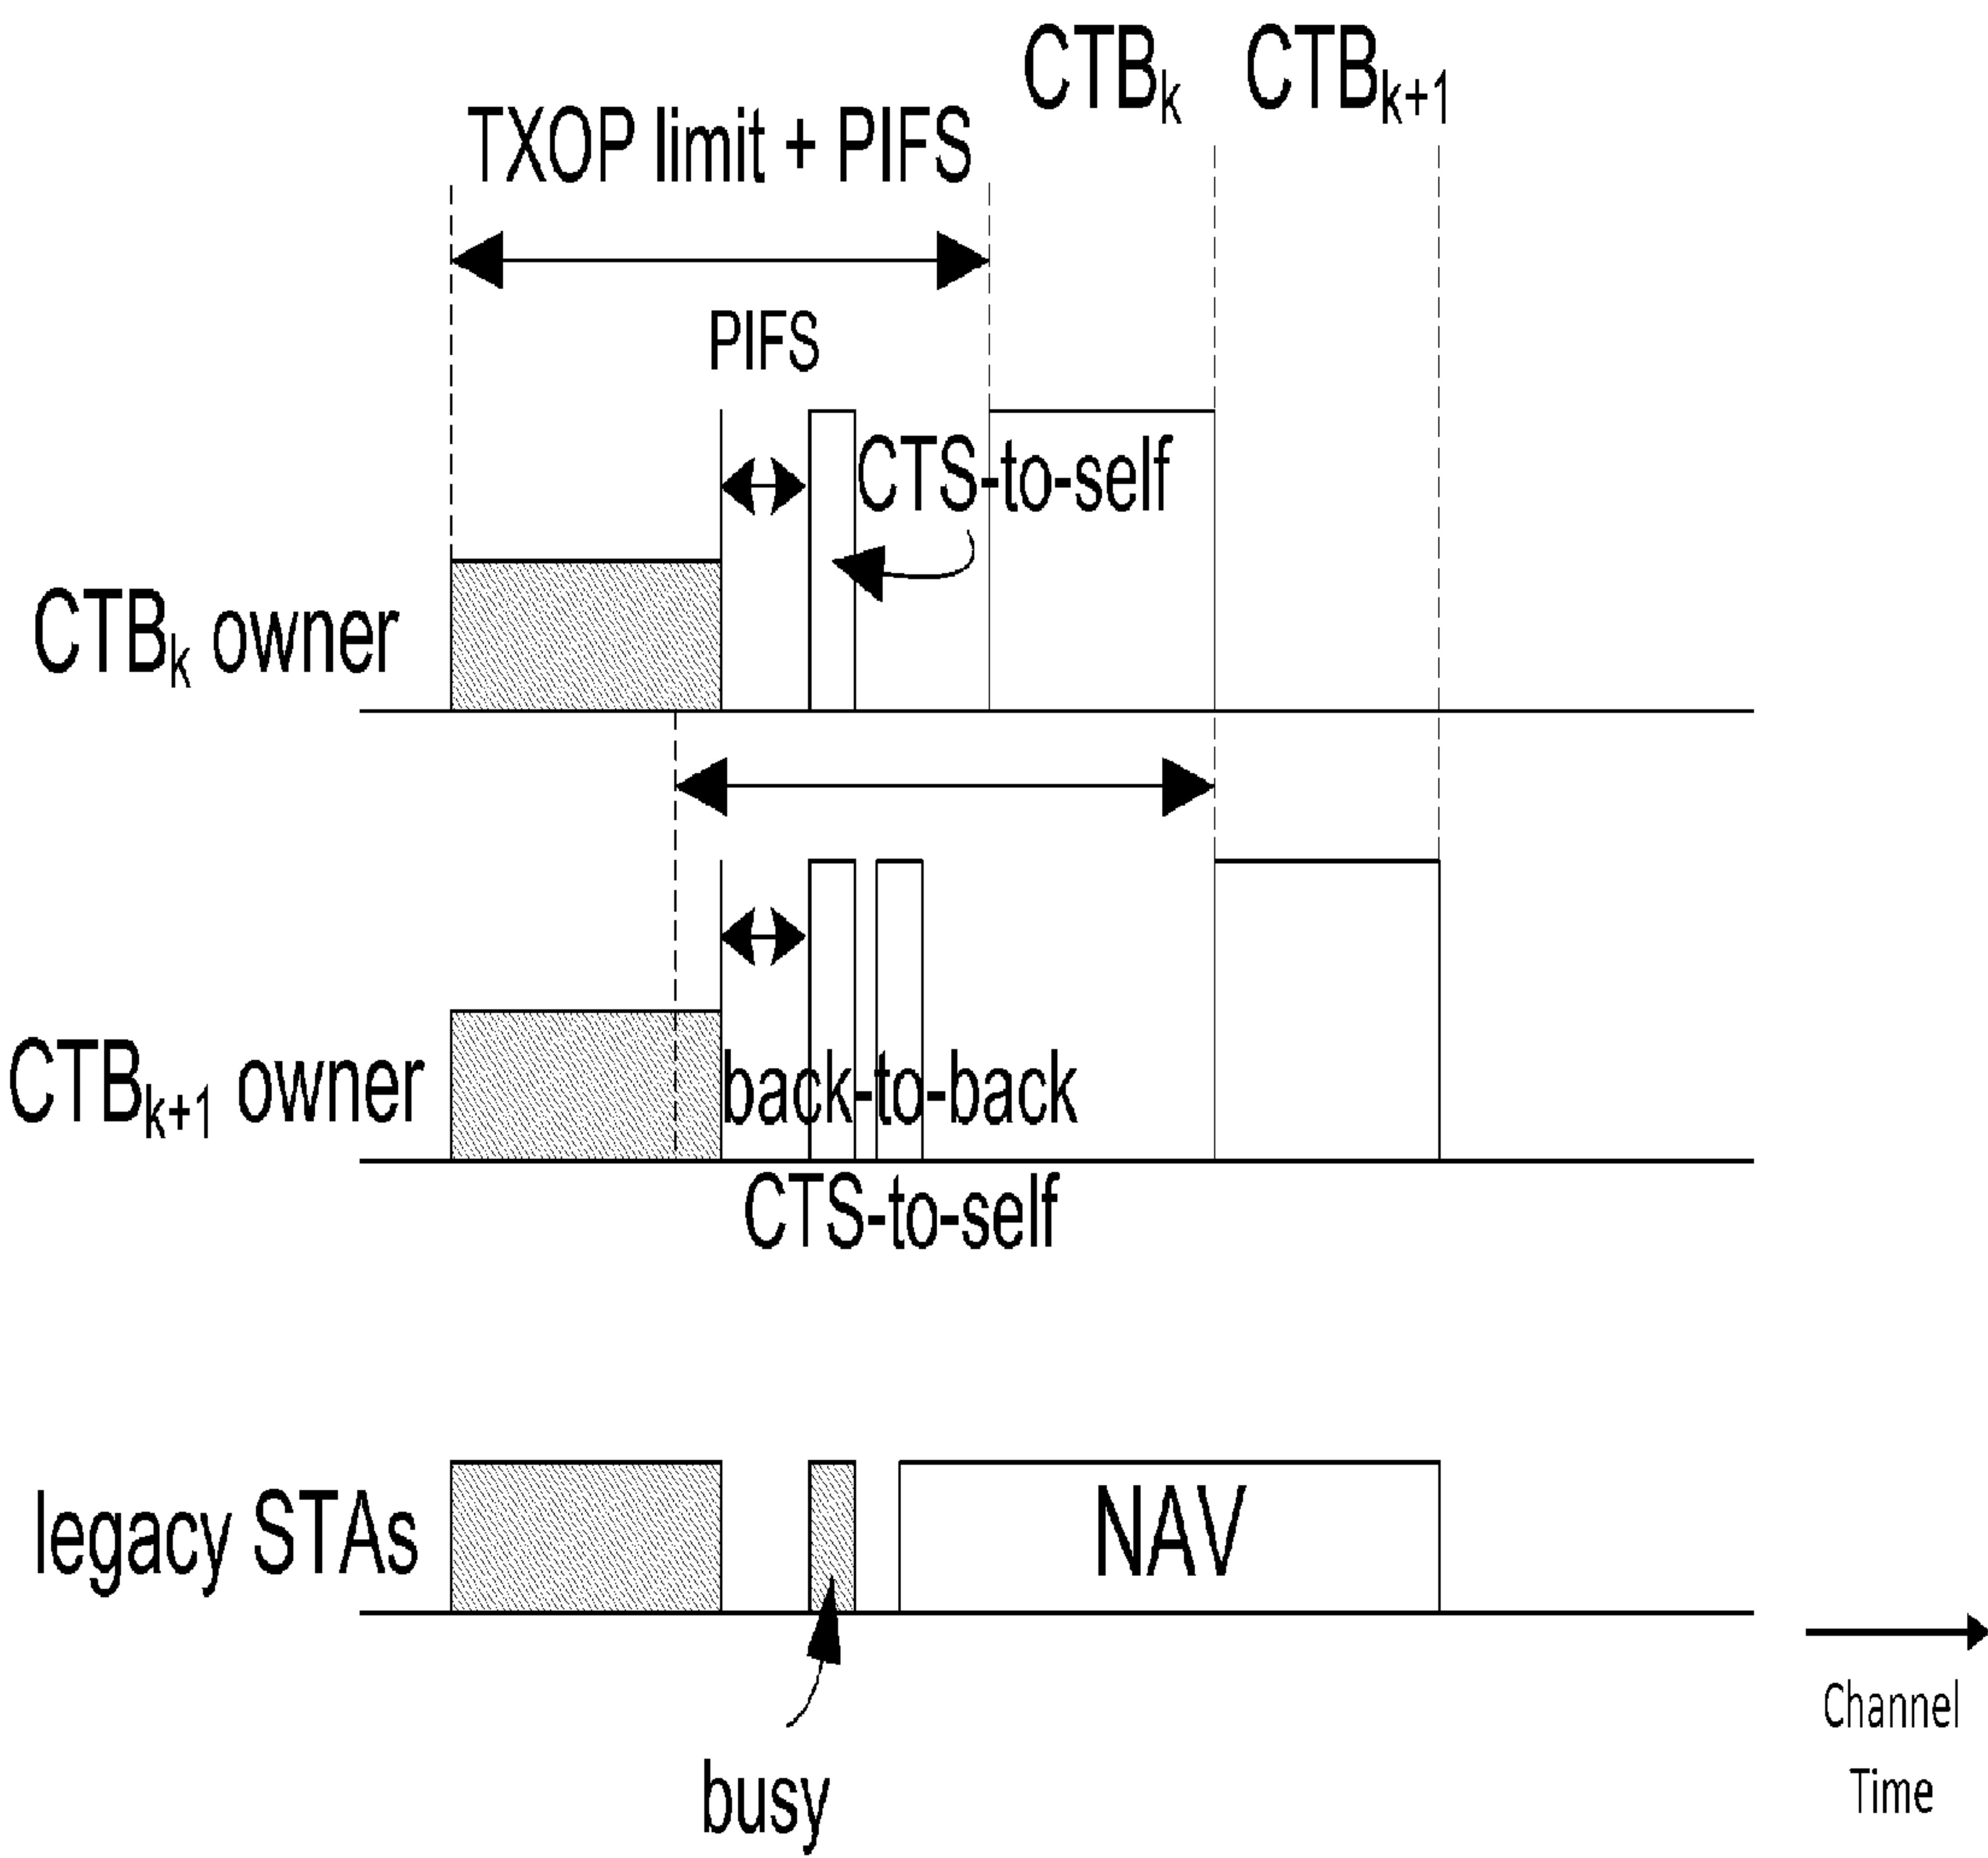 CTBk CTBk+1
TXOP limit + PIFS
PIFS
CTS-to-self
CTBk owner
CTBk+1 owner
back-to-back
CTS-to-self
legacy STAs
NAV
busy
Channel
Time